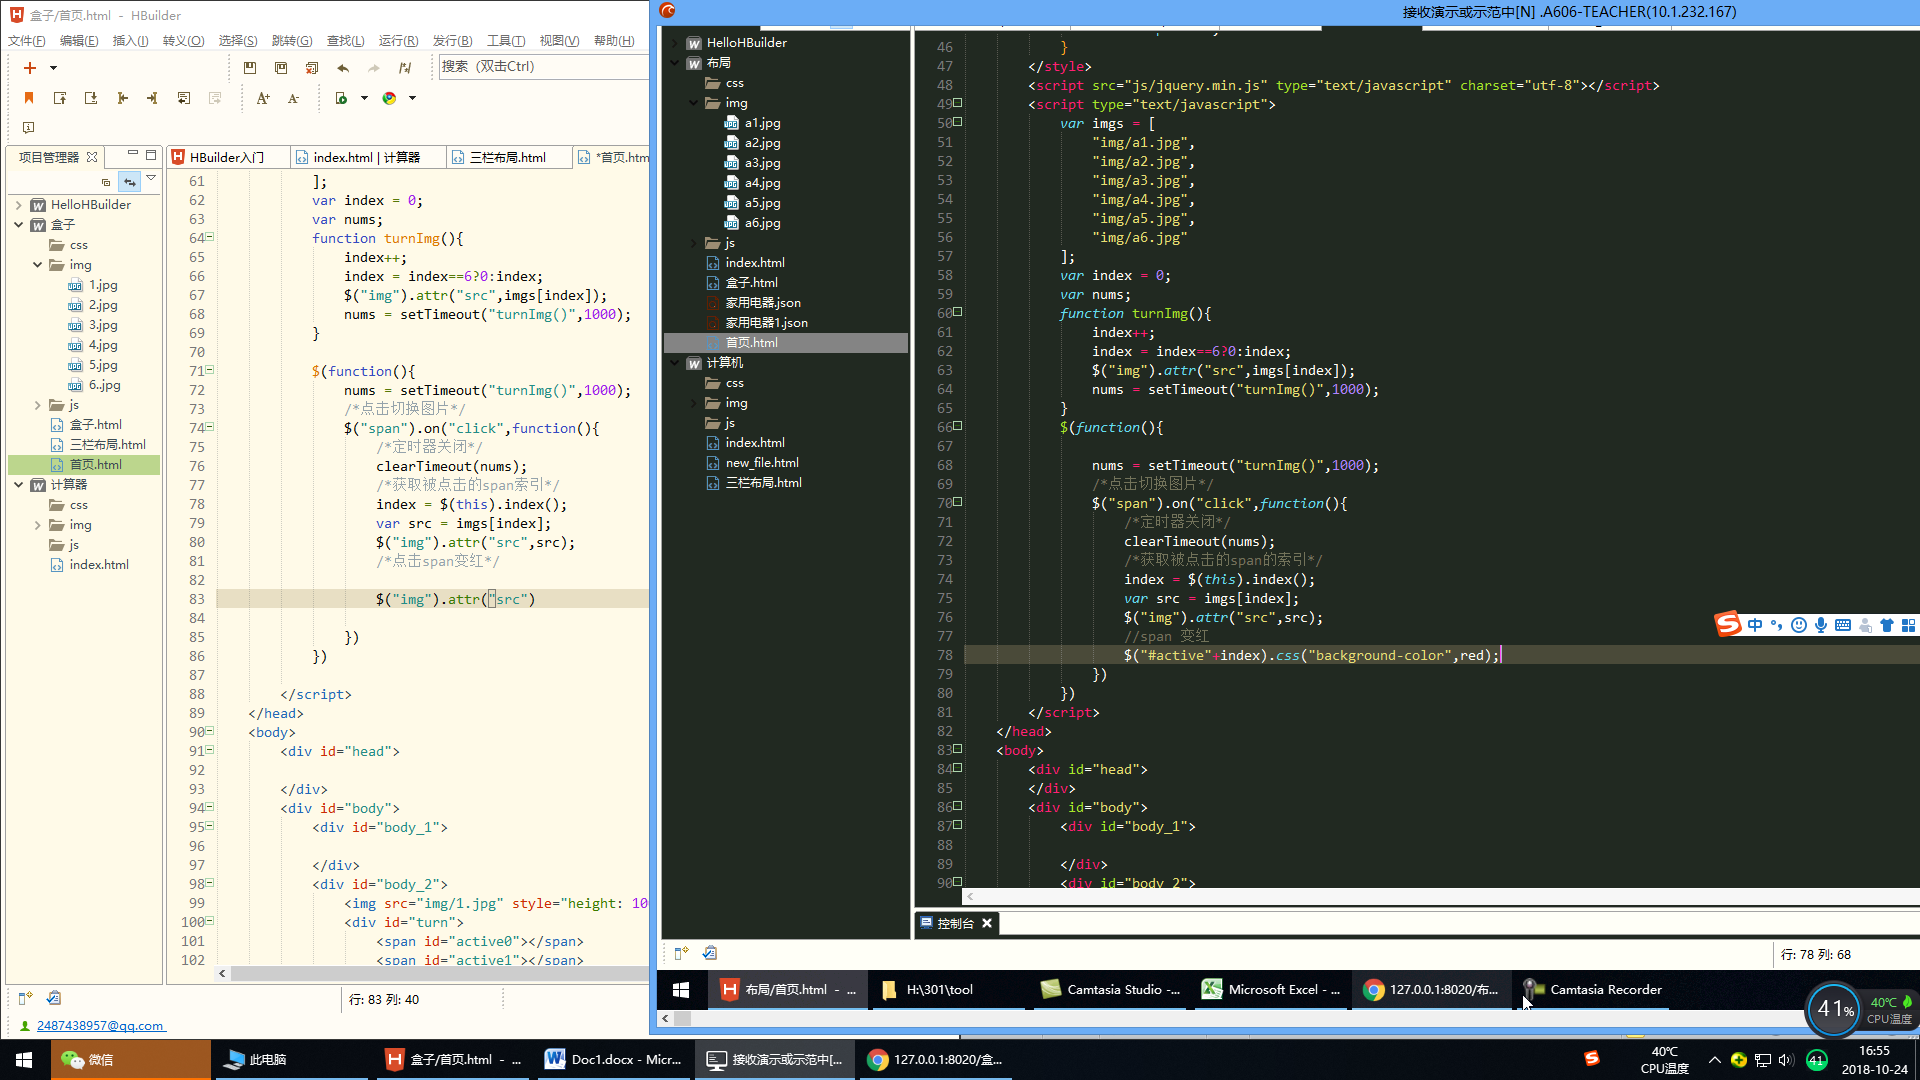 盒子/首页.html - HBuilder
文件(F) 编辑(E) 插入(I) 转义(O) 选择(S) 跳转(G) 查找(L) 运行(R) 发行(B) 工具(T) 视图(V) 帮助(H)
搜索（双击Ctrl）
项目管理器
HBuilder入门
index.html | 计算器
三栏布局.html
*首页.htm
HelloHBuilder
盒子
css
img
1.jpg
2.jpg
3.jpg
4.jpg
5.jpg
6..jpg
js
盒子.html
三栏布局.html
首页.html
计算器
css
img
js
index.html
61 ];
62 var index = 0;
63 var nums;
64 function turnImg(){
65 index++;
66 index = index==6?0:index;
67 $("img").attr("src",imgs[index]);
68 nums = setTimeout("turnImg()",1000);
69 }
70
71 $(function(){
72 nums = setTimeout("turnImg()",1000);
73 /*点击切换图片*/
74 $("span").on("click",function(){
75 /*定时器关闭*/
76 clearTimeout(nums);
77 /*获取被点击的span索引*/
78 index = $(this).index();
79 var src = imgs[index];
80 $("img").attr("src",src);
81 /*点击span变红*/
82
83 $("img").attr("src")
84
85 })
86 })
87
88 </script>
89 </head>
90 <body>
91 <div id="head">
92
93 </div>
94 <div id="body">
95 <div id="body_1">
96
97 </div>
98 <div id="body_2">
99 <img src="img/1.jpg" style="height: 10
100 <div id="turn">
101 <span id="active0"></span>
102 <span id="active1"></span>
行: 83 列: 40
2487438957@qq.com
接收演示或示范中[N] .A606-TEACHER(10.1.232.167)
HelloHBuilder
布局
css
img
a1.jpg
a2.jpg
a3.jpg
a4.jpg
a5.jpg
a6.jpg
js
index.html
盒子.html
家用电器.json
家用电器1.json
首页.html
计算机
css
img
js
index.html
new_file.html
三栏布局.html
46 }
47 </style>
48 <script src="js/jquery.min.js" type="text/javascript" charset="utf-8"></script>
49 <script type="text/javascript">
50 var imgs = [
51 "img/a1.jpg",
52 "img/a2.jpg",
53 "img/a3.jpg",
54 "img/a4.jpg",
55 "img/a5.jpg",
56 "img/a6.jpg"
57 ];
58 var index = 0;
59 var nums;
60 function turnImg(){
61 index++;
62 index = index==6?0:index;
63 $("img").attr("src",imgs[index]);
64 nums = setTimeout("turnImg()",1000);
65 }
66 $(function(){
67
68 nums = setTimeout("turnImg()",1000);
69 /*点击切换图片*/
70 $("span").on("click",function(){
71 /*定时器关闭*/
72 clearTimeout(nums);
73 /*获取被点击的span的索引*/
74 index = $(this).index();
75 var src = imgs[index];
76 $("img").attr("src",src);
77 //span 变红
78 $("#active"+index).css("background-color",red);
79 })
80 })
81 </script>
82 </head>
83 <body>
84 <div id="head">
85 </div>
86 <div id="body">
87 <div id="body_1">
88
89 </div>
90 <div id="body_2">
控制台
行: 78 列: 68
中
布局/首页.html - ...
H:\301\tool
Camtasia Studio -...
Microsoft Excel - ...
127.0.0.1:8020/布...
Camtasia Recorder
41%
40℃
CPU温度
微信
此电脑
盒子/首页.html - ...
Doc1.docx - Micr...
接收演示或示范中[...
127.0.0.1:8020/盒...
40℃
CPU温度
41
16:55
2018-10-24